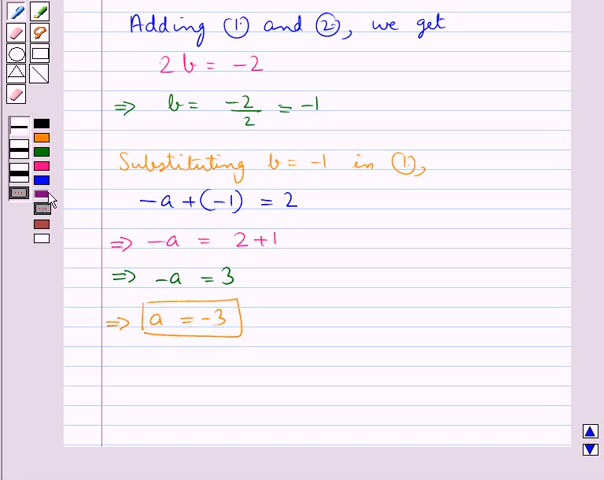 Adding ① and ②, we get
2b = -2
⇒ b = -2/2 = -1
Substituting b = -1 in ①,
-a + (-1) = 2
⇒ -a = 2+1
⇒ -a = 3
⇒ a = -3